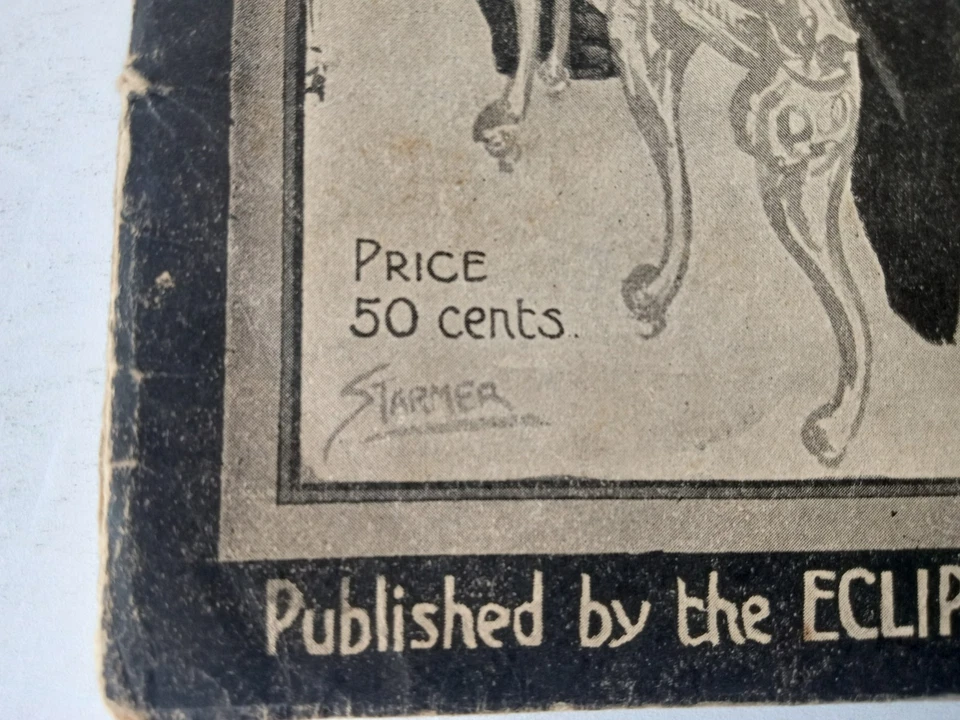 PRICE
50 cents.
STARMER
Published by the ECLIP